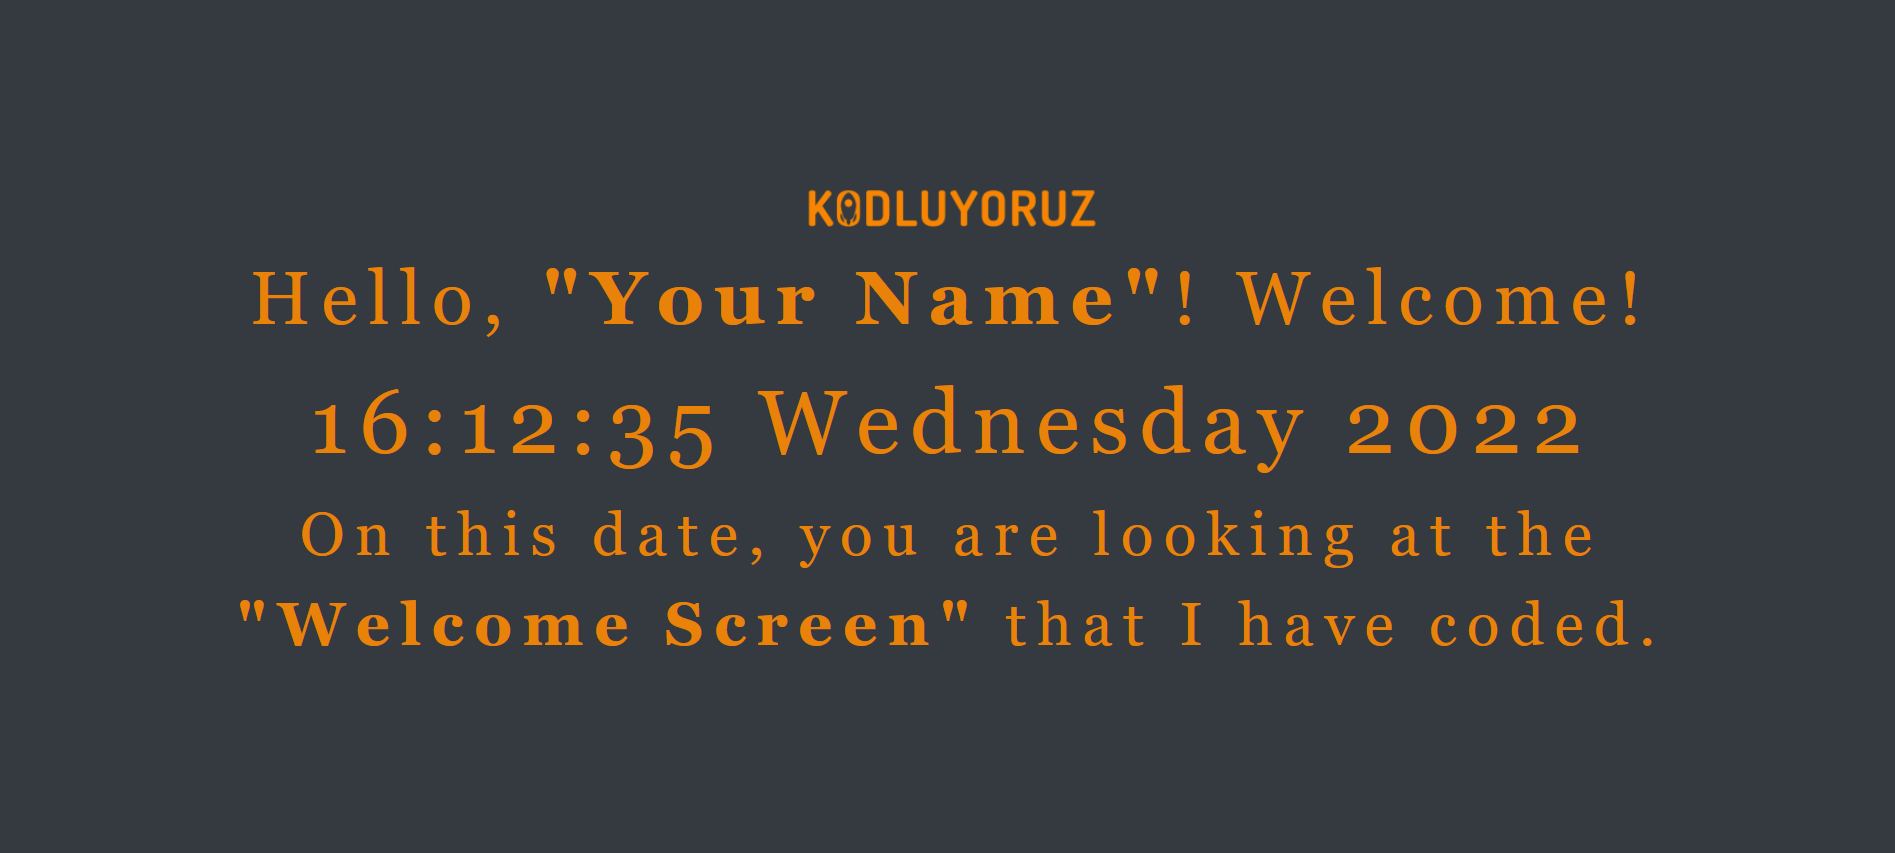 KODLUYORUZ
Hello, "Your Name"! Welcome!
16:12:35 Wednesday 2022
On this date, you are looking at the
"Welcome Screen" that I have coded.